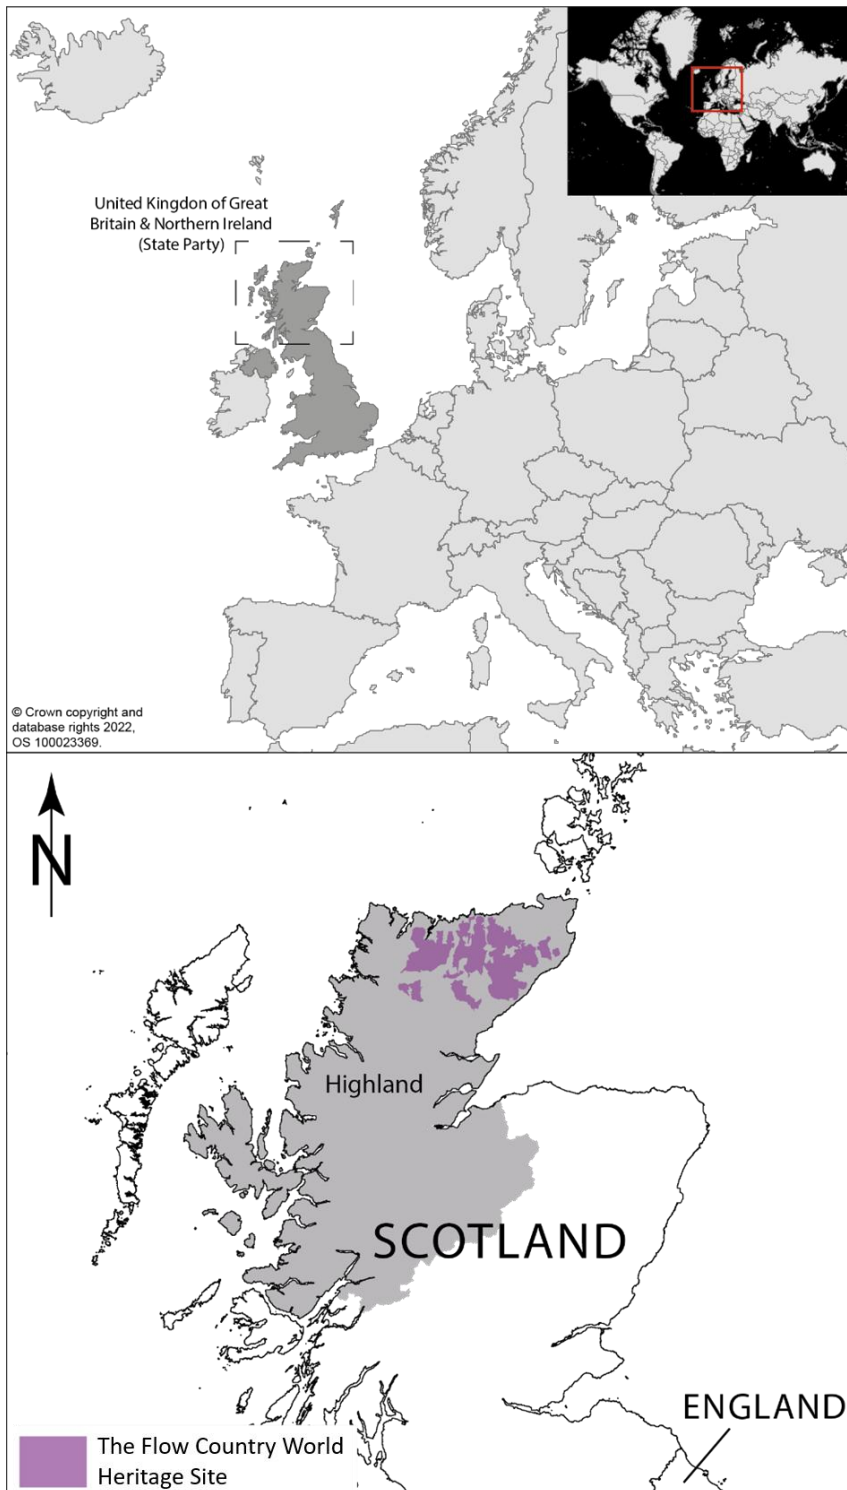 United Kingdon of Great
Britain & Northern Ireland
(State Party)
© Crown copyright and
database rights 2022,
OS 100023369.
N
Highland
SCOTLAND
ENGLAND
The Flow Country World
Heritage Site